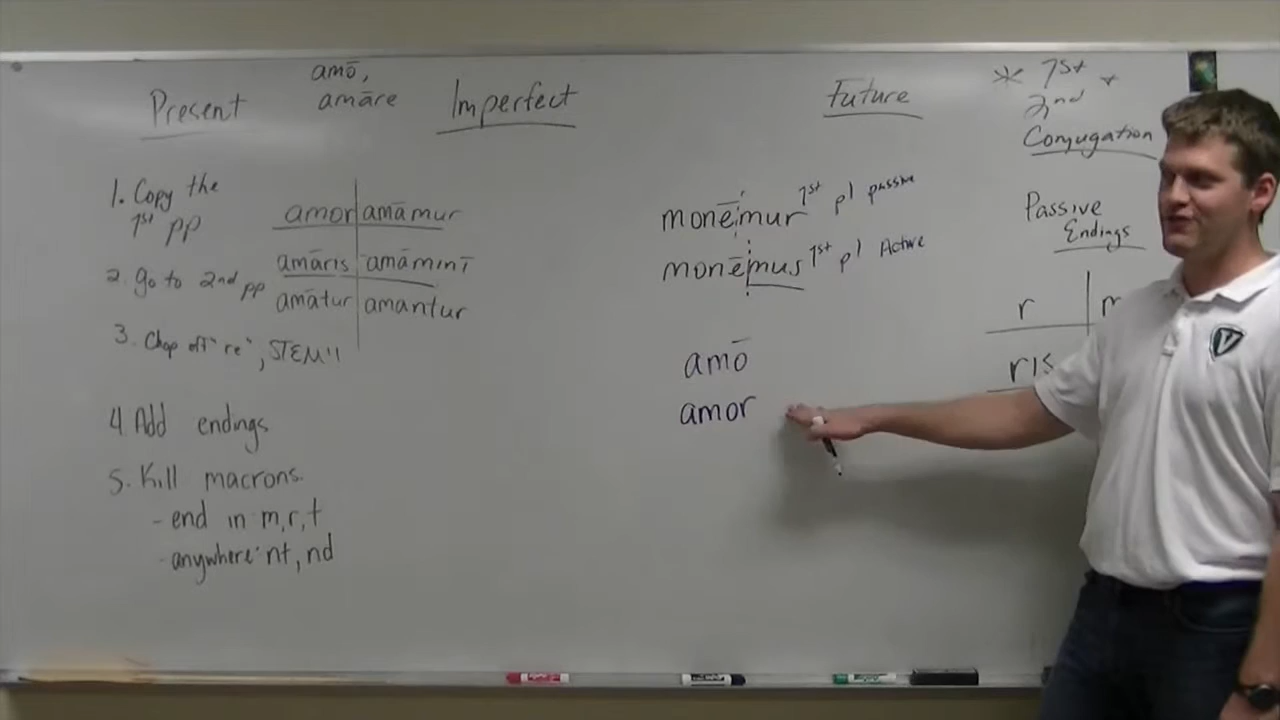 Present
amō,
amāre
Imperfect
Future
* 1st +
2nd
Conjugation
1. Copy the
1st pp
2. Go to 2nd pp
3. Chop off "re", STEM!!
4. Add endings
5. Kill macrons.
- end in m, r, t
- anywhere: nt, nd
amor amāmur
amāris amāminī
amātur amantur
monēmur 1st pl passive
monēmus 1st pl Active
amō
amor
Passive
Endings
r m
ris
V